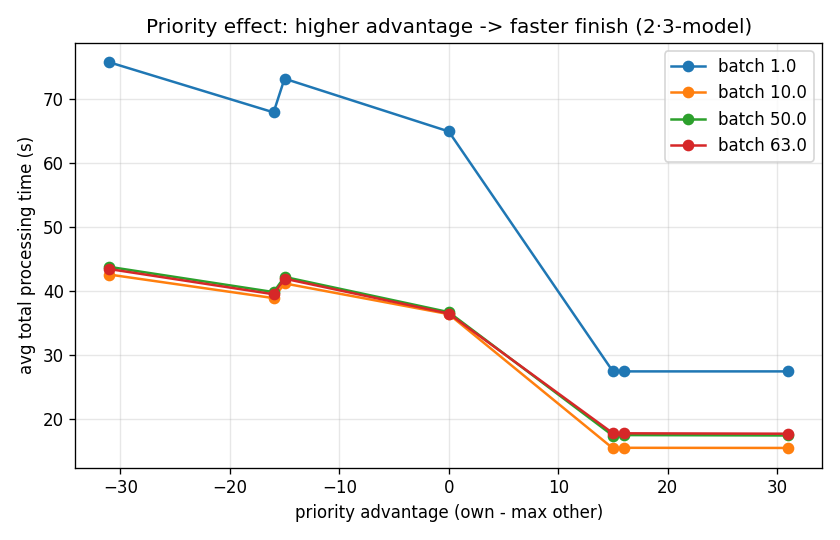 Priority effect: higher advantage -> faster finish (2·3-model)
batch 1.0
batch 10.0
batch 50.0
batch 63.0
avg total processing time (s)
70
60
50
40
30
20
−30
−20
−10
0
10
20
30
priority advantage (own - max other)